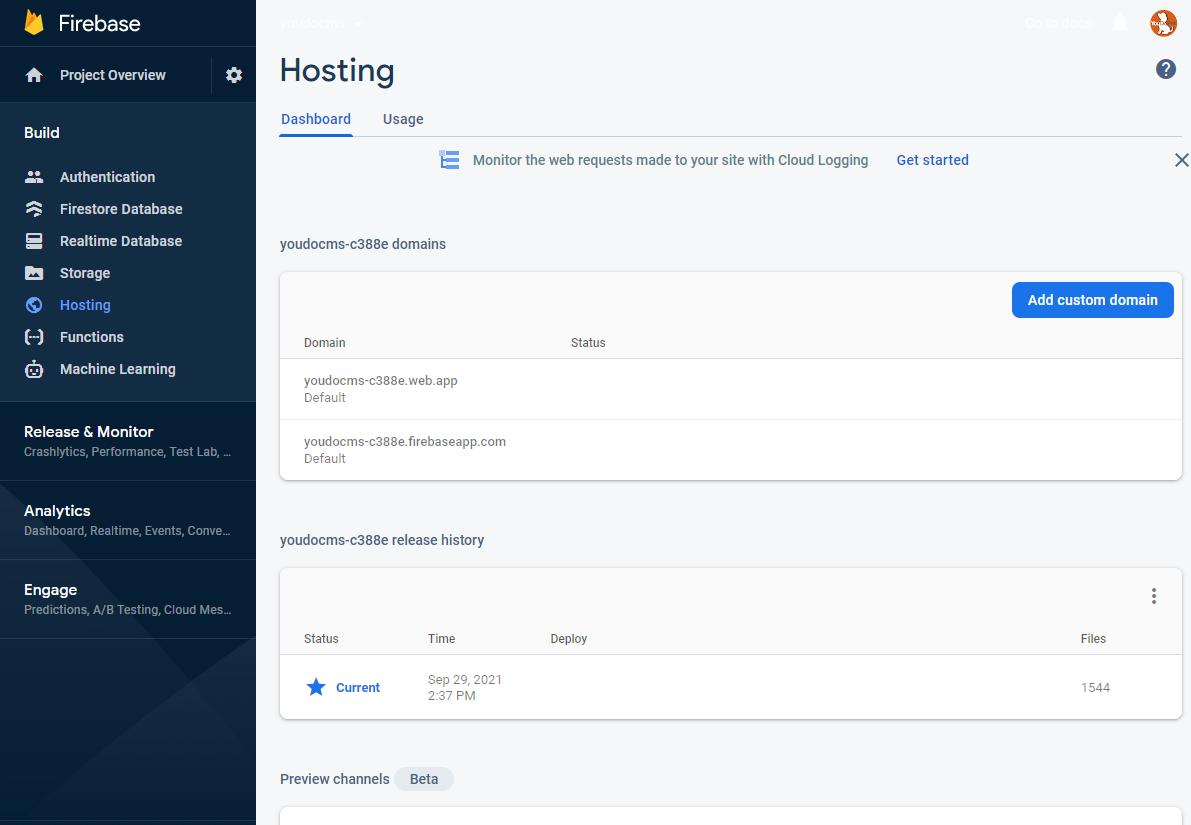 Firebase
Project Overview
Build
Authentication
Firestore Database
Realtime Database
Storage
Hosting
Functions
Machine Learning
Release & Monitor
Crashlytics, Performance, Test Lab, ...
Analytics
Dashboard, Realtime, Events, Conve...
Engage
Predictions, A/B Testing, Cloud Mes...
youdocms
Go to docs
Hosting
Dashboard Usage
Monitor the web requests made to your site with Cloud Logging Get started
youdocms-c388e domains
Add custom domain
Domain Status
youdocms-c388e.web.app
Default
youdocms-c388e.firebaseapp.com
Default
youdocms-c388e release history
Status Time Deploy Files
Current Sep 29, 2021 1544
2:37 PM
Preview channels Beta